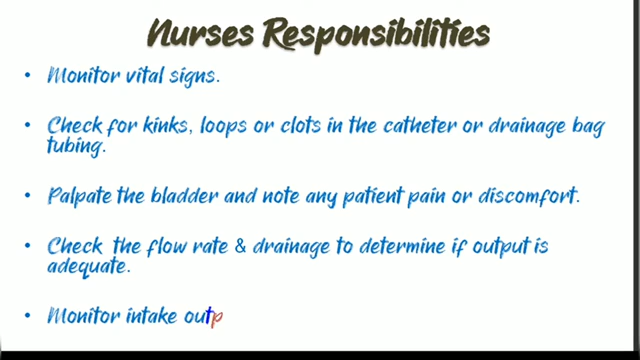 Nurses Responsibilities
• Monitor vital signs.
• Check for kinks, loops or clots in the catheter or drainage bag
tubing.
• Palpate the bladder and note any patient pain or discomfort.
• Check the flow rate & drainage to determine if output is
adequate.
• Monitor intake outp